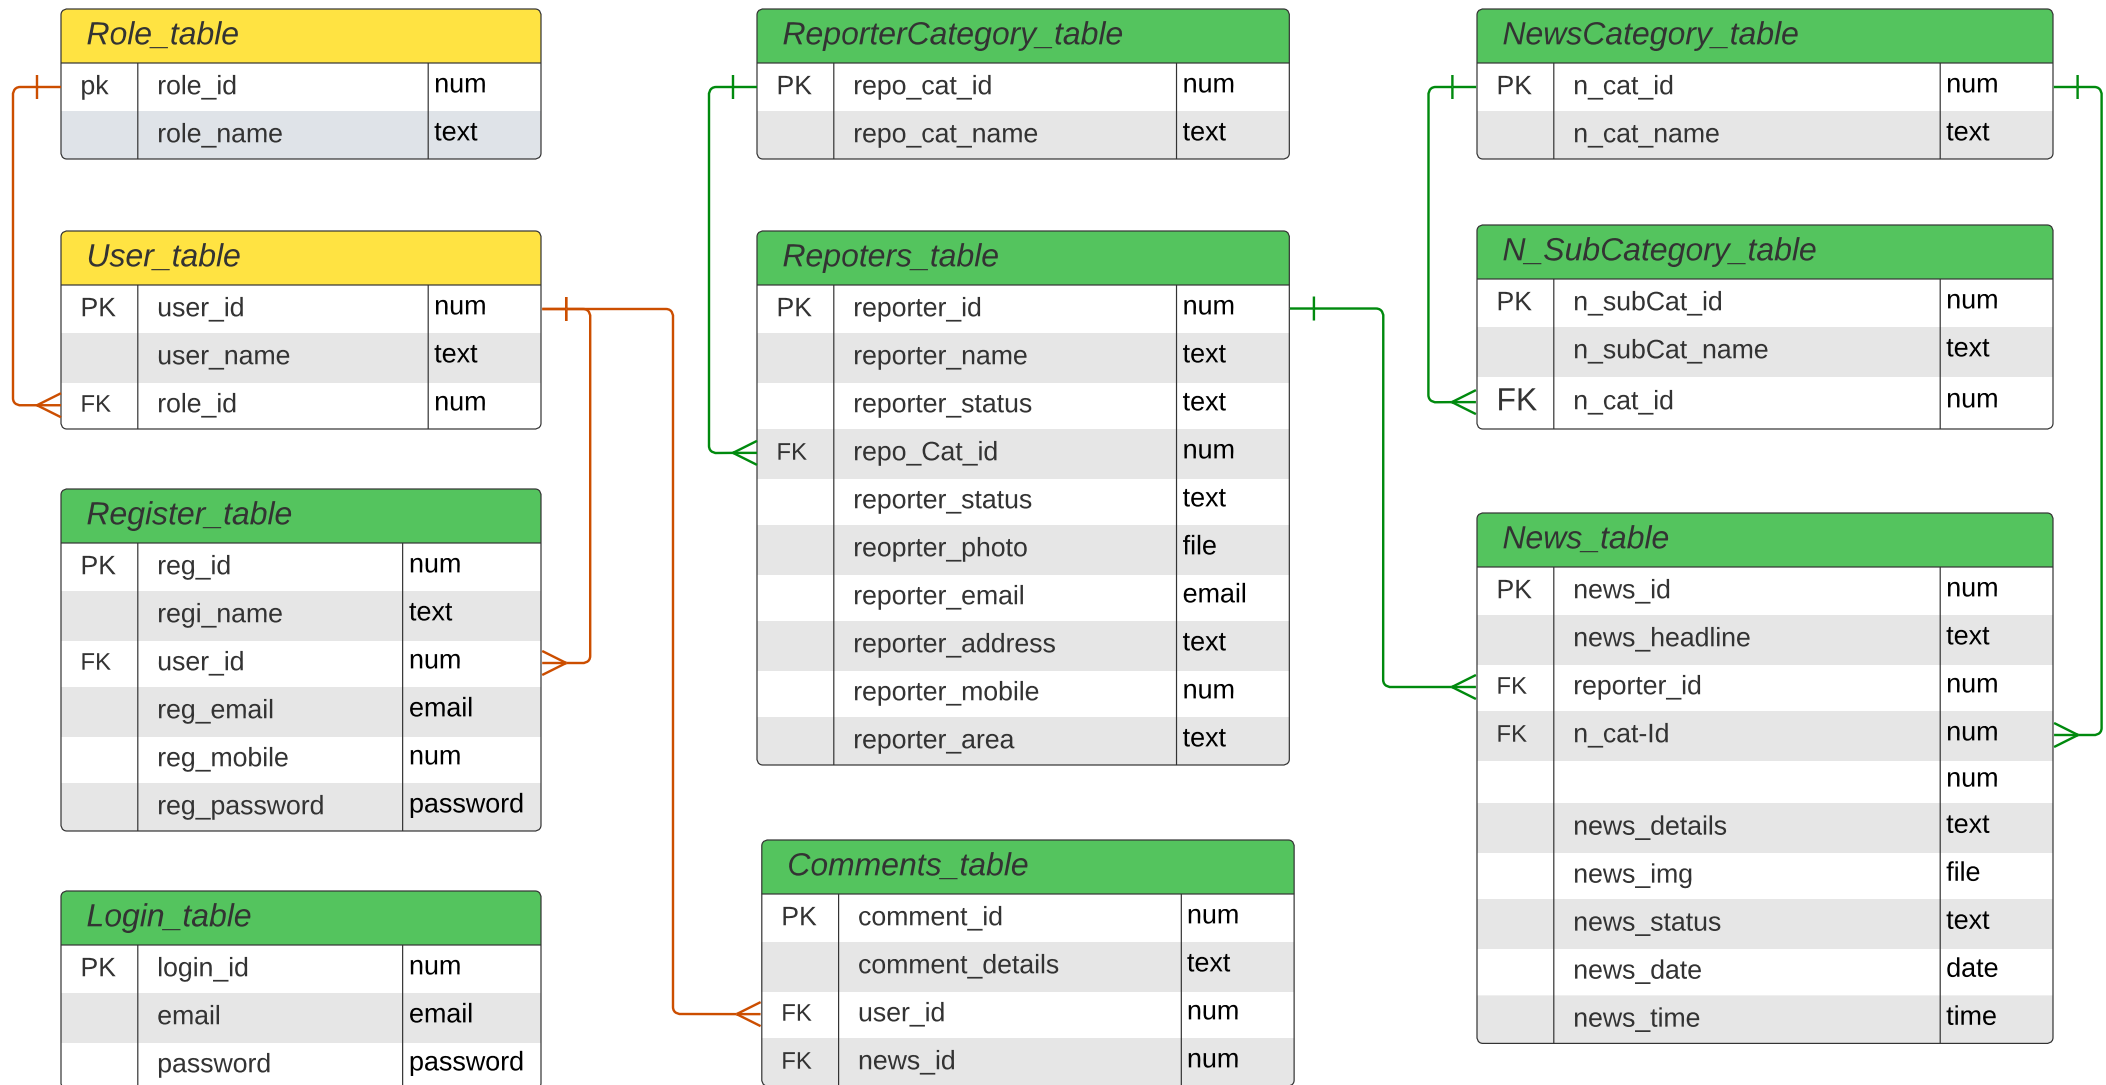 Role_table
pk role_id num
role_name text
User_table
PK user_id num
user_name text
FK role_id num
Register_table
PK reg_id num
regi_name text
FK user_id num
reg_email email
reg_mobile num
reg_password password
Login_table
PK login_id num
email email
password password
ReporterCategory_table
PK repo_cat_id num
repo_cat_name text
Repoters_table
PK reporter_id num
reporter_name text
reporter_status text
FK repo_Cat_id num
reporter_status text
reoprter_photo file
reporter_email email
reporter_address text
reporter_mobile num
reporter_area text
Comments_table
PK comment_id num
comment_details text
FK user_id num
FK news_id num
NewsCategory_table
PK n_cat_id num
n_cat_name text
N_SubCategory_table
PK n_subCat_id num
n_subCat_name text
FK n_cat_id num
News_table
PK news_id num
news_headline text
FK reporter_id num
FK n_cat-Id num
num
news_details text
news_img file
news_status text
news_date date
news_time time